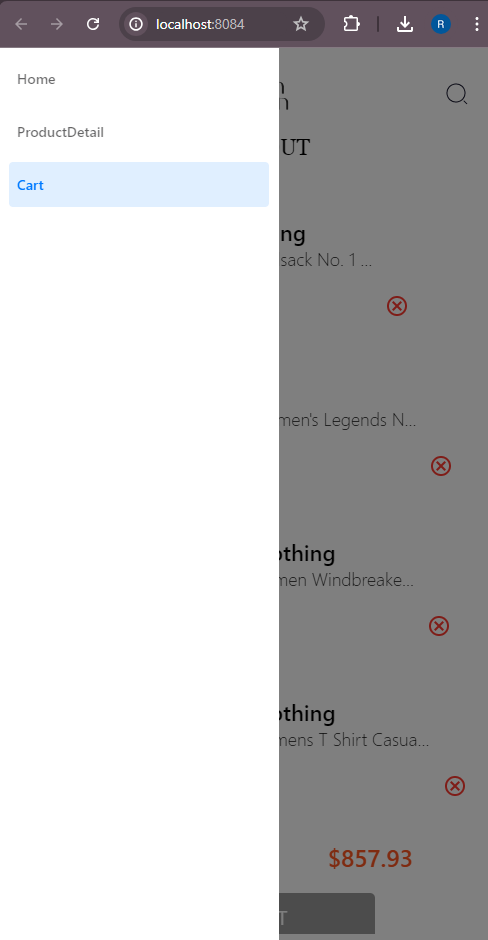 localhost:8084
R
Home
UT
ProductDetail
Cart
ng
sack No. 1 ...
men's Legends N...
othing
men Windbreake...
othing
mens T Shirt Casua...
$857.93
T